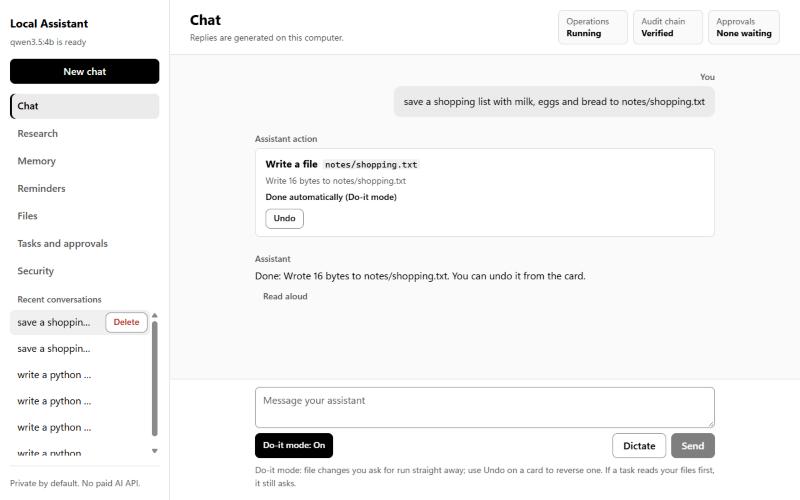 Local Assistant
qwen3.5:4b is ready
New chat
Chat
Research
Memory
Reminders
Files
Tasks and approvals
Security
Recent conversations
save a shoppin...
Delete
save a shoppin...
write a python ...
write a python ...
write a python ...
write a python ...
Private by default. No paid AI API.
Chat
Replies are generated on this computer.
Operations
Running
Audit chain
Verified
Approvals
None waiting
You
save a shopping list with milk, eggs and bread to notes/shopping.txt
Assistant action
Write a file notes/shopping.txt
Write 16 bytes to notes/shopping.txt
Done automatically (Do-it mode)
Undo
Assistant
Done: Wrote 16 bytes to notes/shopping.txt. You can undo it from the card.
Read aloud
Message your assistant
Do-it mode: On
Dictate
Send
Do-it mode: file changes you ask for run straight away; use Undo on a card to reverse one. If a task reads your files first,
it still asks.